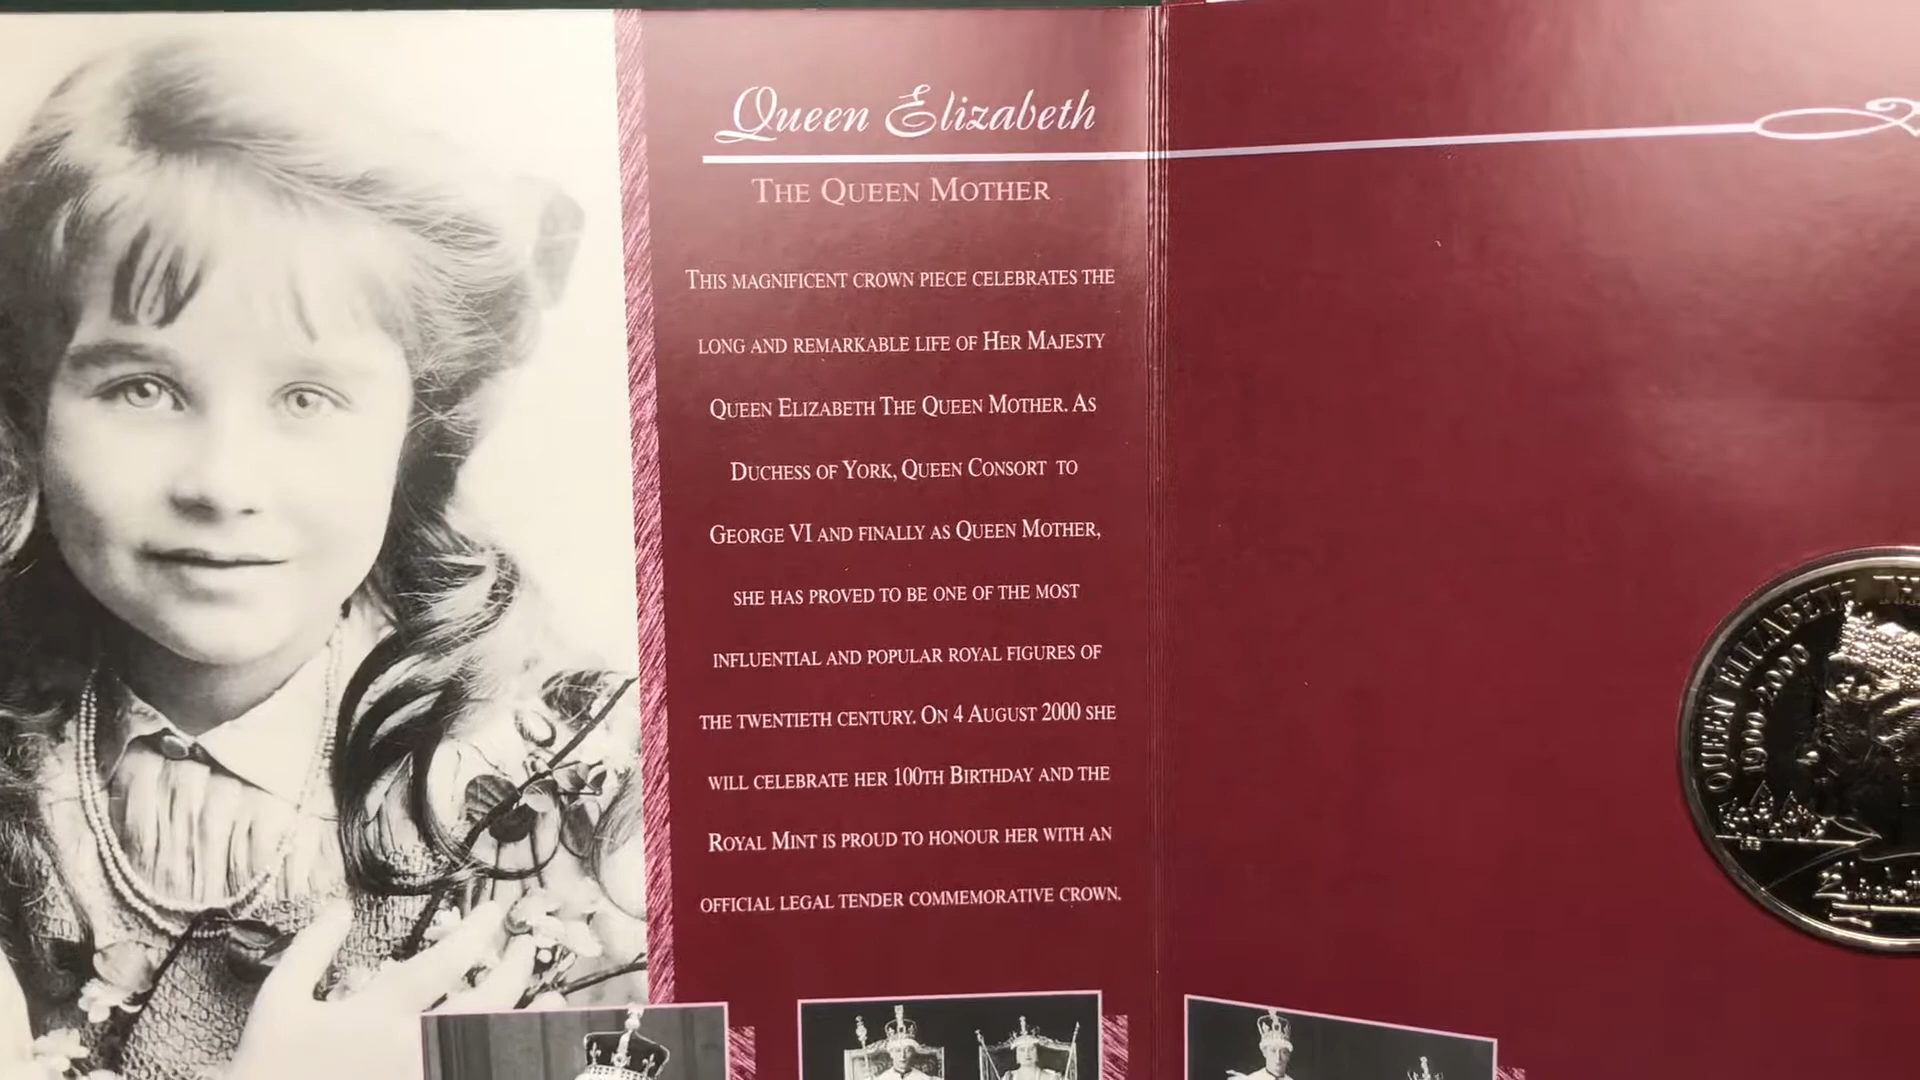 Queen Elizabeth
THE QUEEN MOTHER
THIS MAGNIFICENT CROWN PIECE CELEBRATES THE
LONG AND REMARKABLE LIFE OF HER MAJESTY
QUEEN ELIZABETH THE QUEEN MOTHER. AS
DUCHESS OF YORK, QUEEN CONSORT TO
GEORGE VI AND FINALLY AS QUEEN MOTHER,
SHE HAS PROVED TO BE ONE OF THE MOST
INFLUENTIAL AND POPULAR ROYAL FIGURES OF
THE TWENTIETH CENTURY. ON 4 AUGUST 2000 SHE
WILL CELEBRATE HER 100TH BIRTHDAY AND THE
ROYAL MINT IS PROUD TO HONOUR HER WITH AN
OFFICIAL LEGAL TENDER COMMEMORATIVE CROWN.
QUEEN ELIZABETH
1900-2000